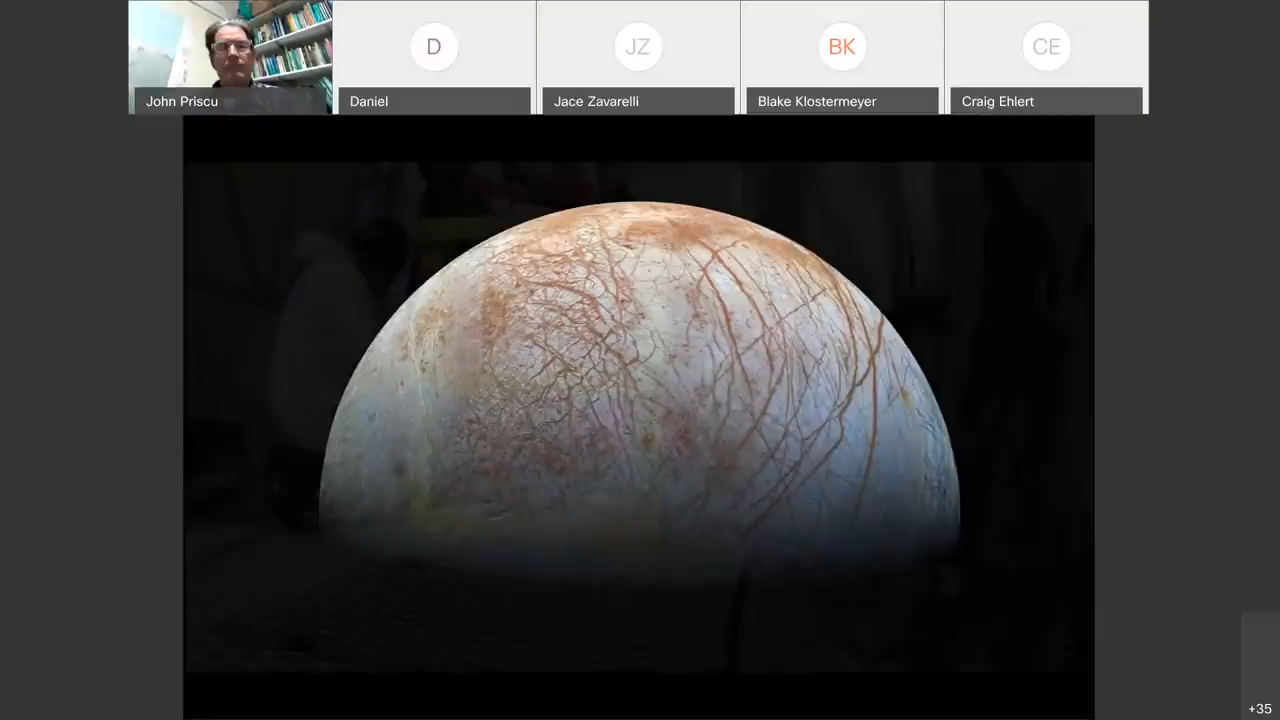 D
JZ
BK
CE
John Priscu
Daniel
Jace Zavarelli
Blake Klostermeyer
Craig Ehlert
+35